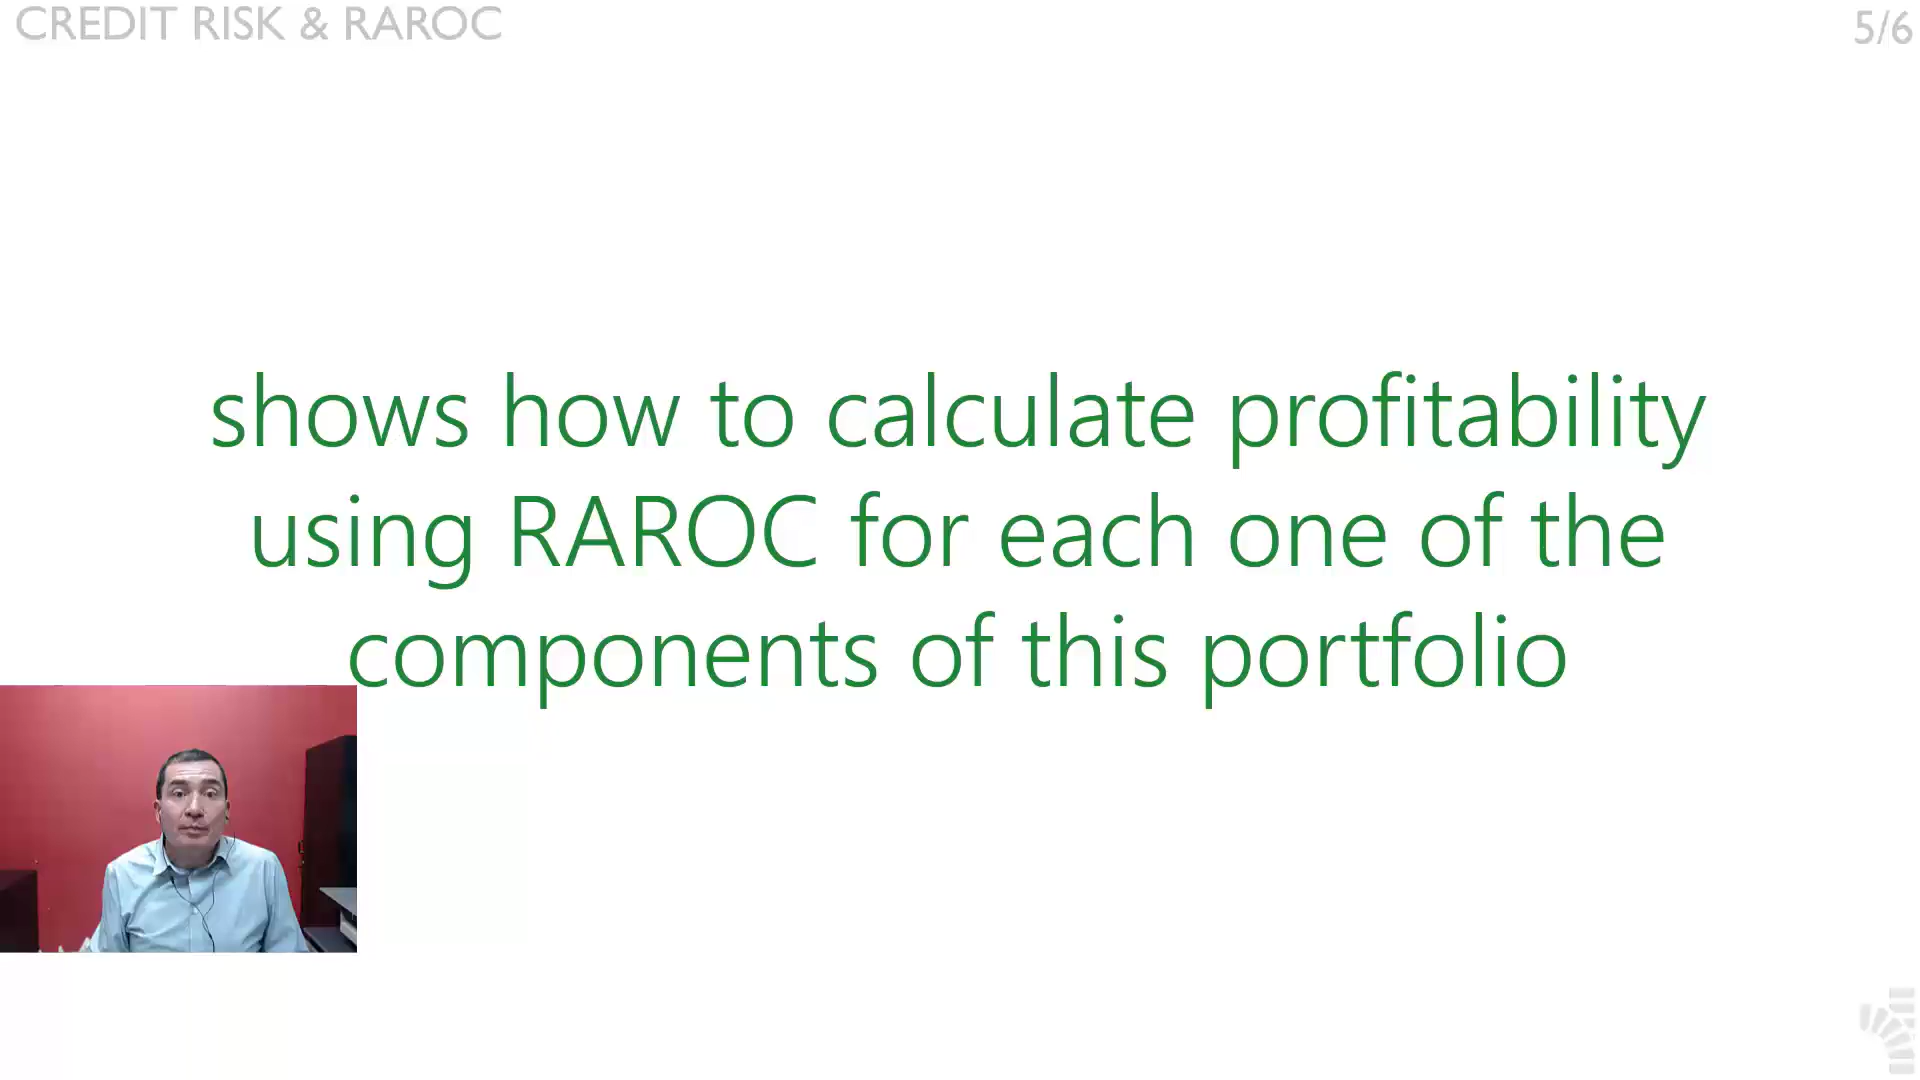 CREDIT RISK & RAROC
5/6
shows how to calculate profitability
using RAROC for each one of the
components of this portfolio